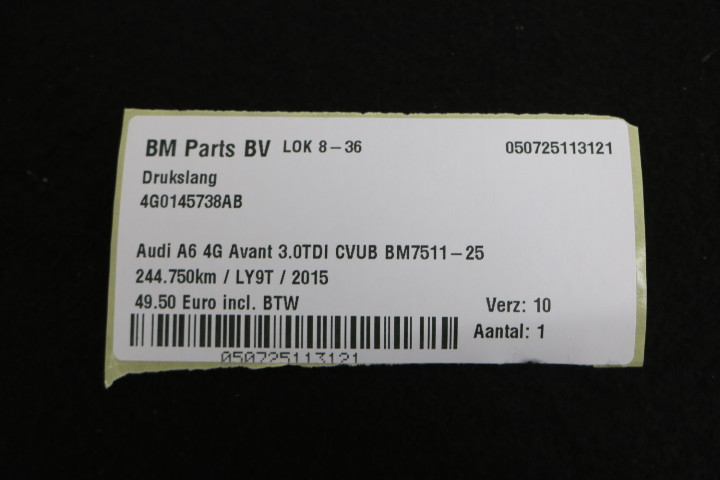 BM Parts BV LOK 8-36 050725113121
Drukslang
4G0145738AB
Audi A6 4G Avant 3.0TDI CVUB BM7511-25
244.750km / LY9T / 2015
49.50 Euro incl. BTW Verz: 10
Aantal: 1
050725113121